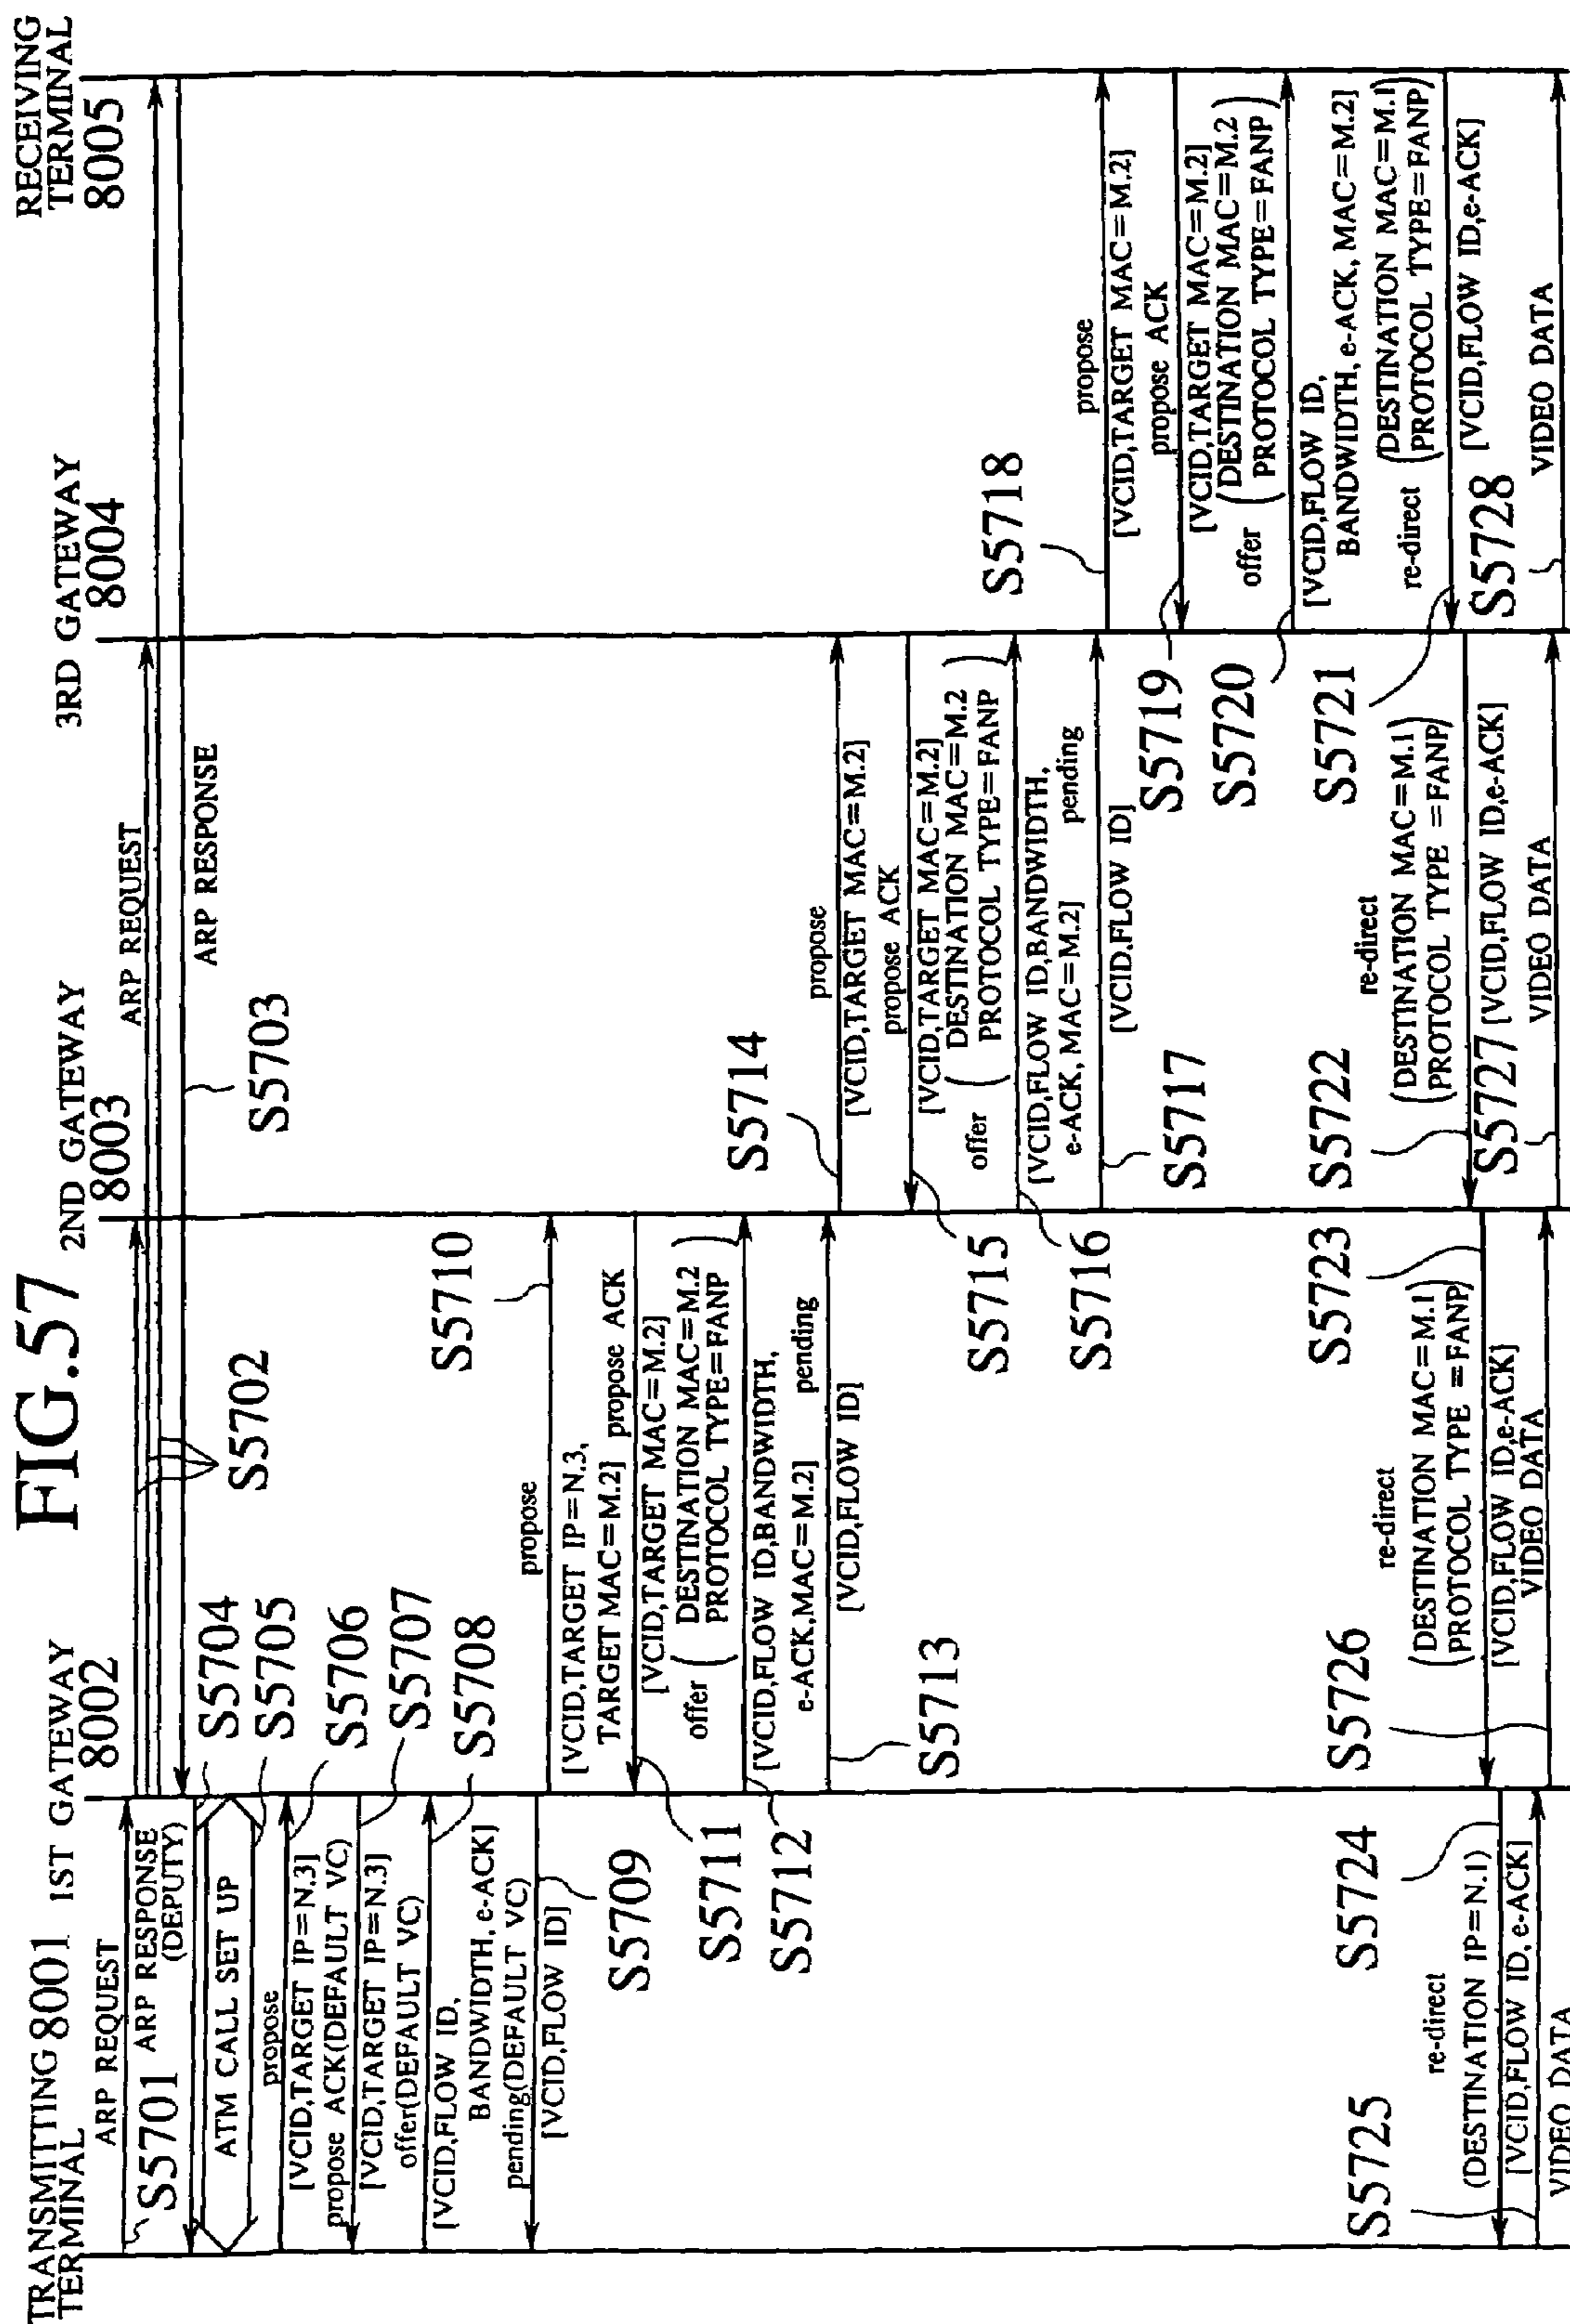 FIG.57
TRANSMITTING 8001
TERMINAL
1ST GATEWAY
8002
2ND GATEWAY
8003
3RD GATEWAY
8004
RECEIVING
TERMINAL
8005
ARP REQUEST
S5701
ARP RESPONSE
(DEPUTY)
ATM CALL SET UP
S5704
S5705
propose
[VCID,TARGET IP=N.3]
S5706
propose ACK(DEFAULT VC)
[VCID,TARGET IP=N.3]
S5707
offer(DEFAULT VC)
[VCID,FLOW ID,
BANDWIDTH, e-ACK]
S5708
pending(DEFAULT VC)
[VCID,FLOW ID]
S5709
S5702
ARP REQUEST
ARP RESPONSE
S5703
S5710
propose
[VCID,TARGET IP=N.3,
TARGET MAC=M.2]
propose ACK
[VCID,TARGET MAC=M.2]
S5711
offer
(DESTINATION MAC=M.2
PROTOCOL TYPE=FANP)
[VCID,FLOW ID,BANDWIDTH,
e-ACK,MAC=M.2]
S5712
pending
[VCID,FLOW ID]
S5713
S5714
propose
[VCID,TARGET MAC=M.2]
propose ACK
[VCID,TARGET MAC=M.2]
S5715
offer
(DESTINATION MAC=M.2
PROTOCOL TYPE=FANP)
[VCID,FLOW ID,BANDWIDTH,
e-ACK, MAC=M.2]
S5716
pending
[VCID,FLOW ID]
S5717
S5718
propose
[VCID,TARGET MAC=M.2]
propose ACK
[VCID,TARGET MAC=M.2]
S5719
offer
(DESTINATION MAC=M.2
PROTOCOL TYPE=FANP)
S5720
[VCID,FLOW ID,
BANDWIDTH, e-ACK, MAC=M.2]
re-direct
(DESTINATION MAC=M.1
PROTOCOL TYPE=FANP)
S5721
[VCID,FLOW ID,e-ACK]
re-direct
(DESTINATION MAC=M.1)
PROTOCOL TYPE =FANP)
S5722
[VCID,FLOW ID,e-ACK]
re-direct
(DESTINATION MAC=M.1)
PROTOCOL TYPE =FANP)
S5723
[VCID,FLOW ID,e-ACK]
re-direct
(DESTINATION IP=N.1)
S5724
[VCID,FLOW ID, e-ACK]
S5725
VIDEO DATA
S5726
VIDEO DATA
S5727
VIDEO DATA
S5728
VIDEO DATA